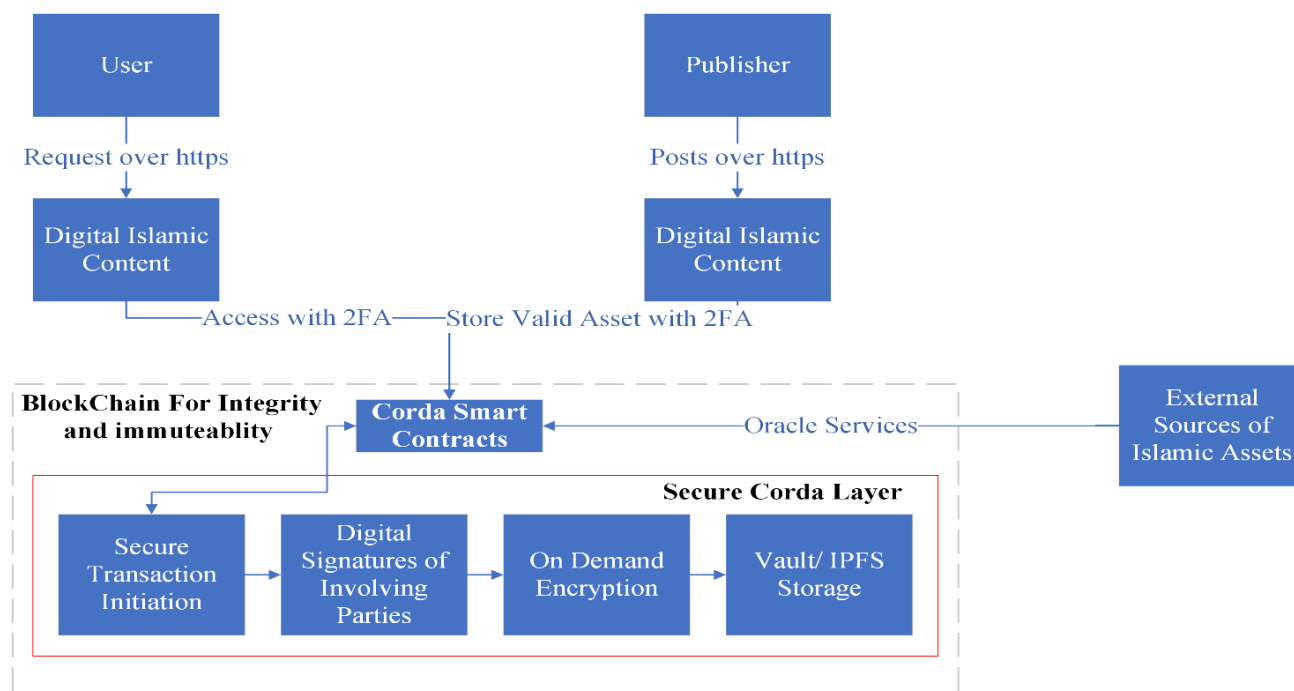 User
Publisher
Request over https
Posts over https
Digital Islamic
Content
Digital Islamic
Content
Access with 2FA
Store Valid Asset with 2FA
BlockChain For Integrity
and immuteablity
Corda Smart
Contracts
Oracle Services
External
Sources of
Islamic Assets
Secure Corda Layer
Secure
Transaction
Initiation
Digital
Signatures of
Involving
Parties
On Demand
Encryption
Vault/ IPFS
Storage